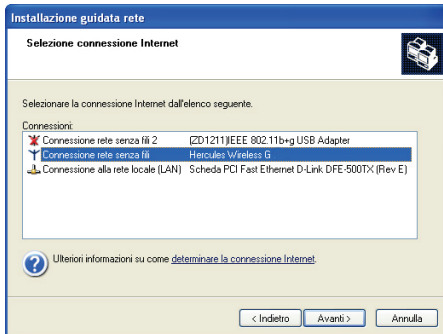 Installazione guidata rete
Selezione connessione Internet
Selezionare la connessione Internet dall'elenco seguente.
Connessioni:
Connessione rete senza fili 2 (ZD1211)IEEE 802.11b+g USB Adapter
Connessione rete senza fili Hercules Wireless G
Connessione alla rete locale (LAN) Scheda PCI Fast Ethernet D-Link DFE-500TX (Rev E)
Ulteriori informazioni su come determinare la connessione Internet.
< Indietro Avanti > Annulla